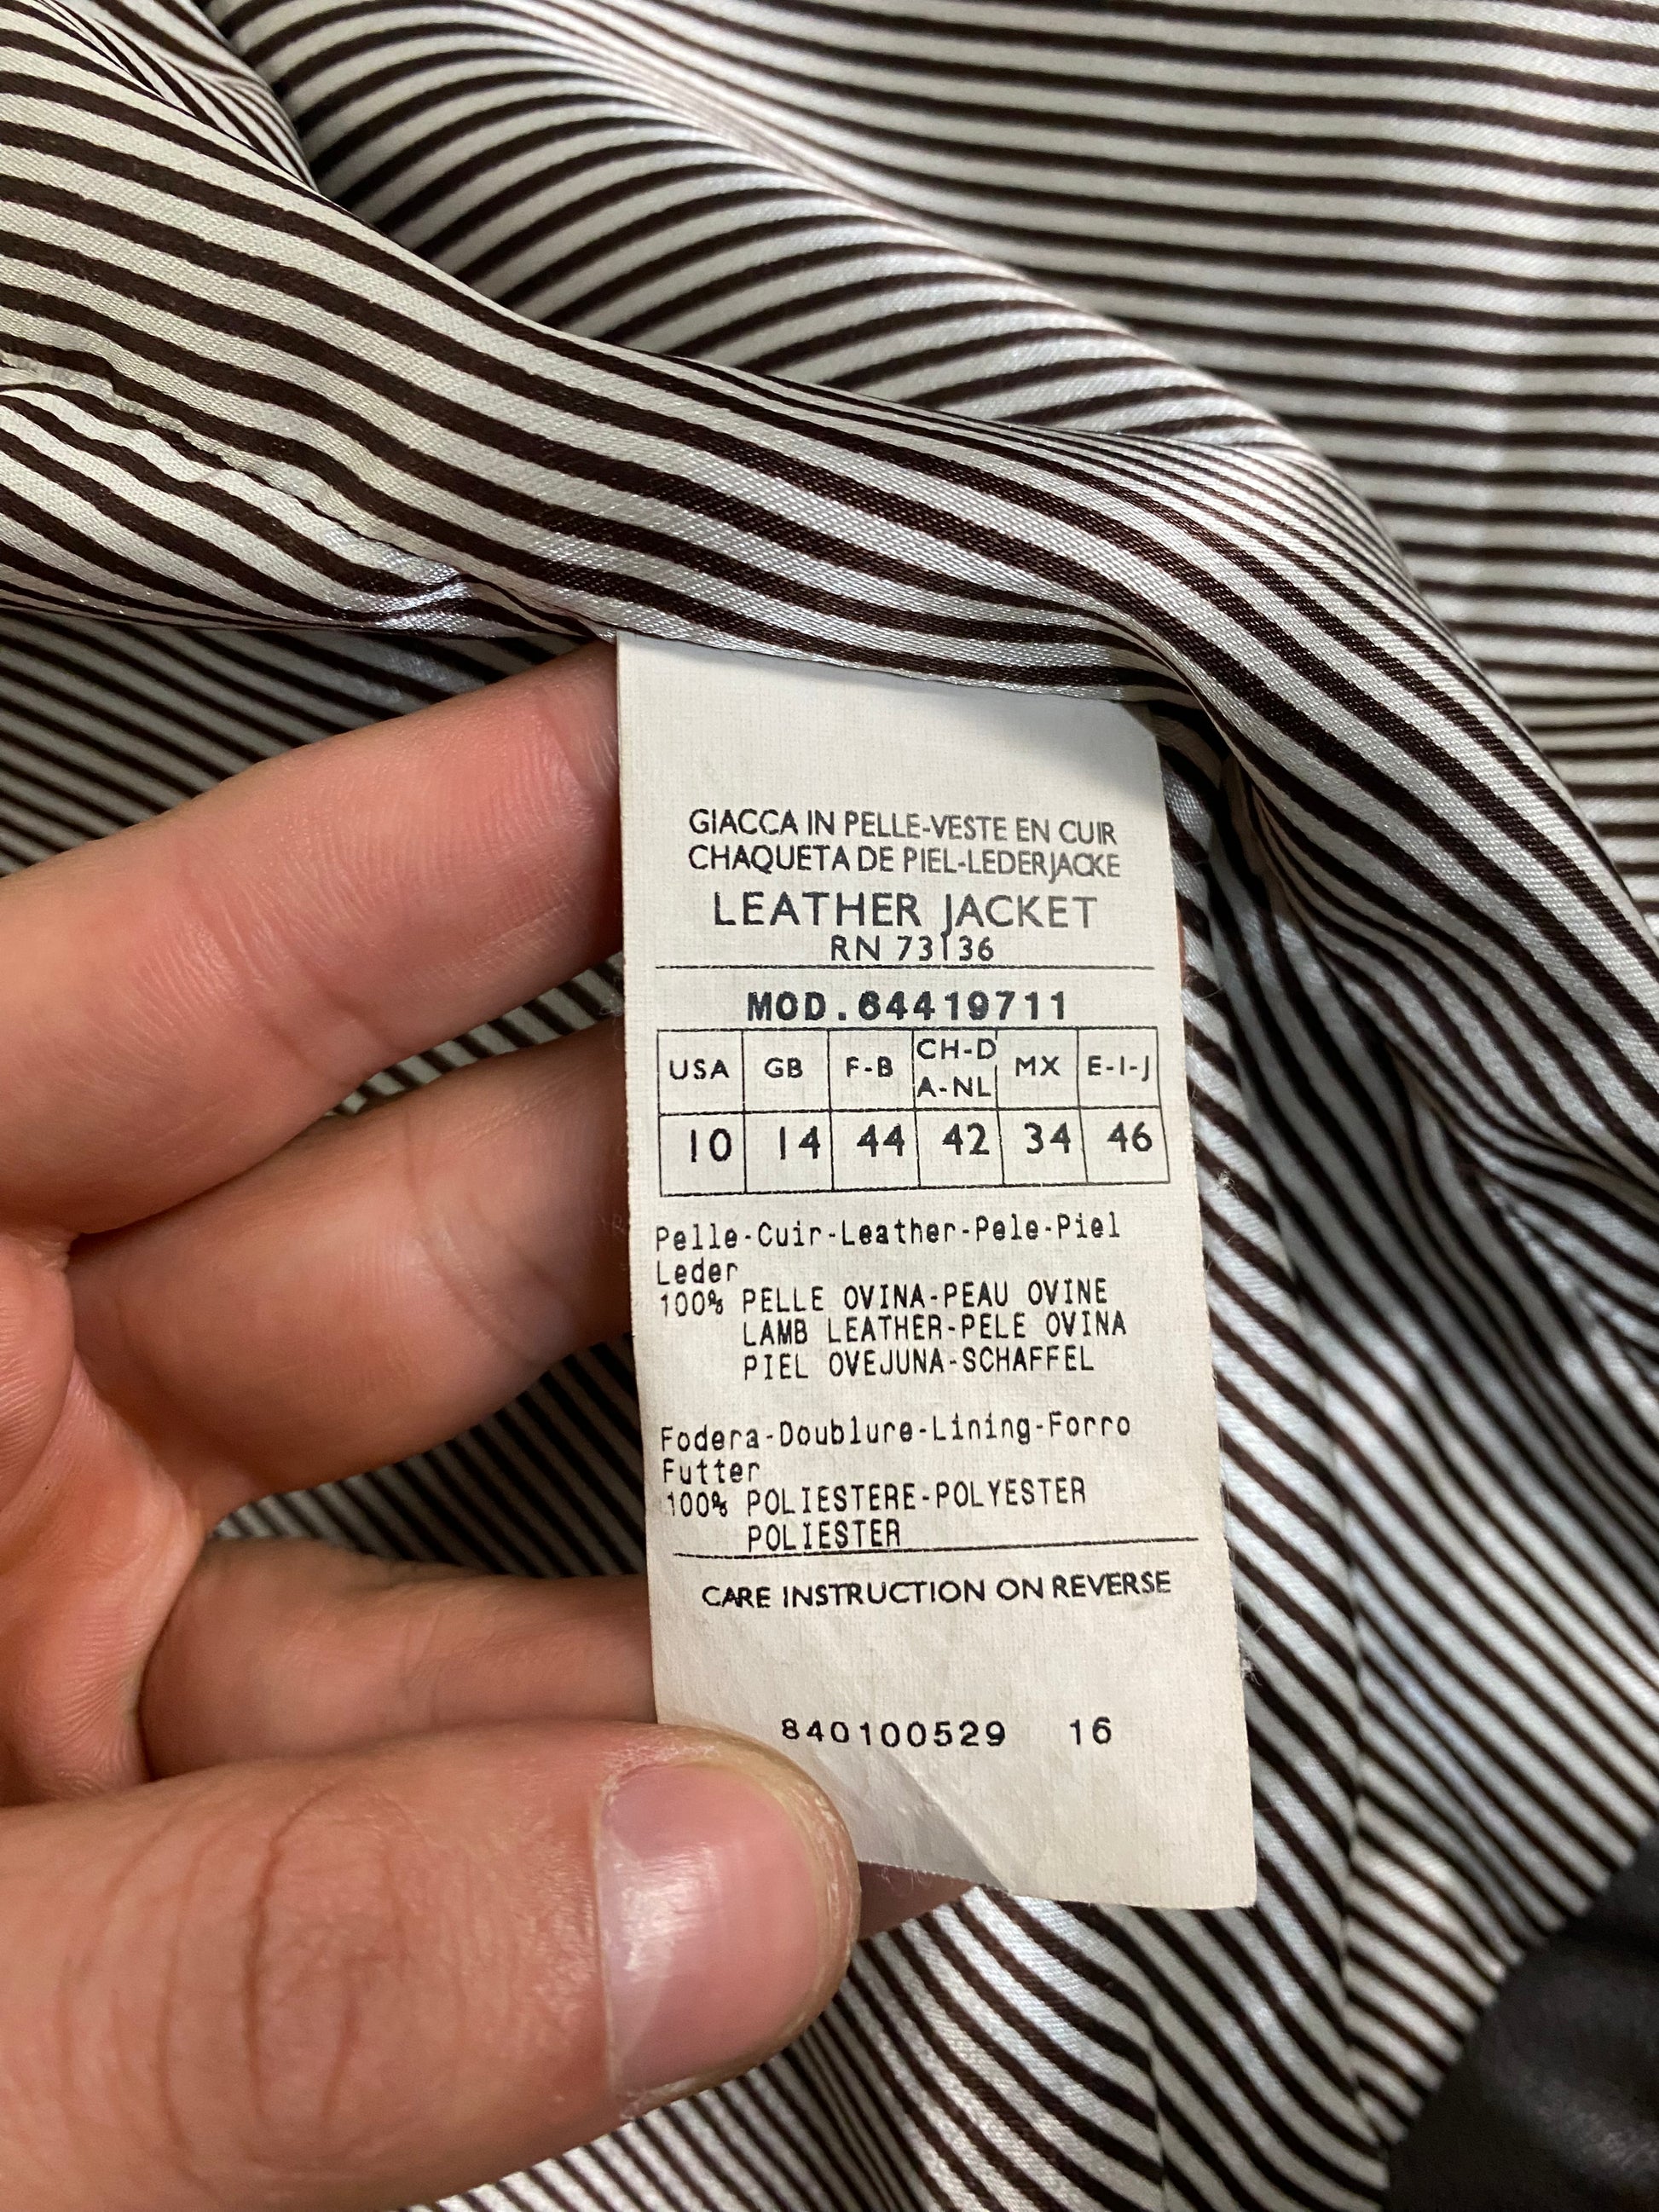 GIACCA IN PELLE-VESTE EN CUIR
CHAQUETA DE PIEL-LEDERJACKE
LEATHER JACKET
RN 73136
MOD.64419711
USA GB F-B CH-D A-NL MX E-I-J
10 14 44 42 34 46
Pelle-Cuir-Leather-Pele-Piel
Leder
100% PELLE OVINA-PEAU OVINE
LAMB LEATHER-PELE OVINA
PIEL OVEJUNA-SCHAFFEL
Fodera-Doublure-Lining-Forro
Futter
100% POLIESTERE-POLYESTER
POLIESTER
CARE INSTRUCTION ON REVERSE
840100529 16